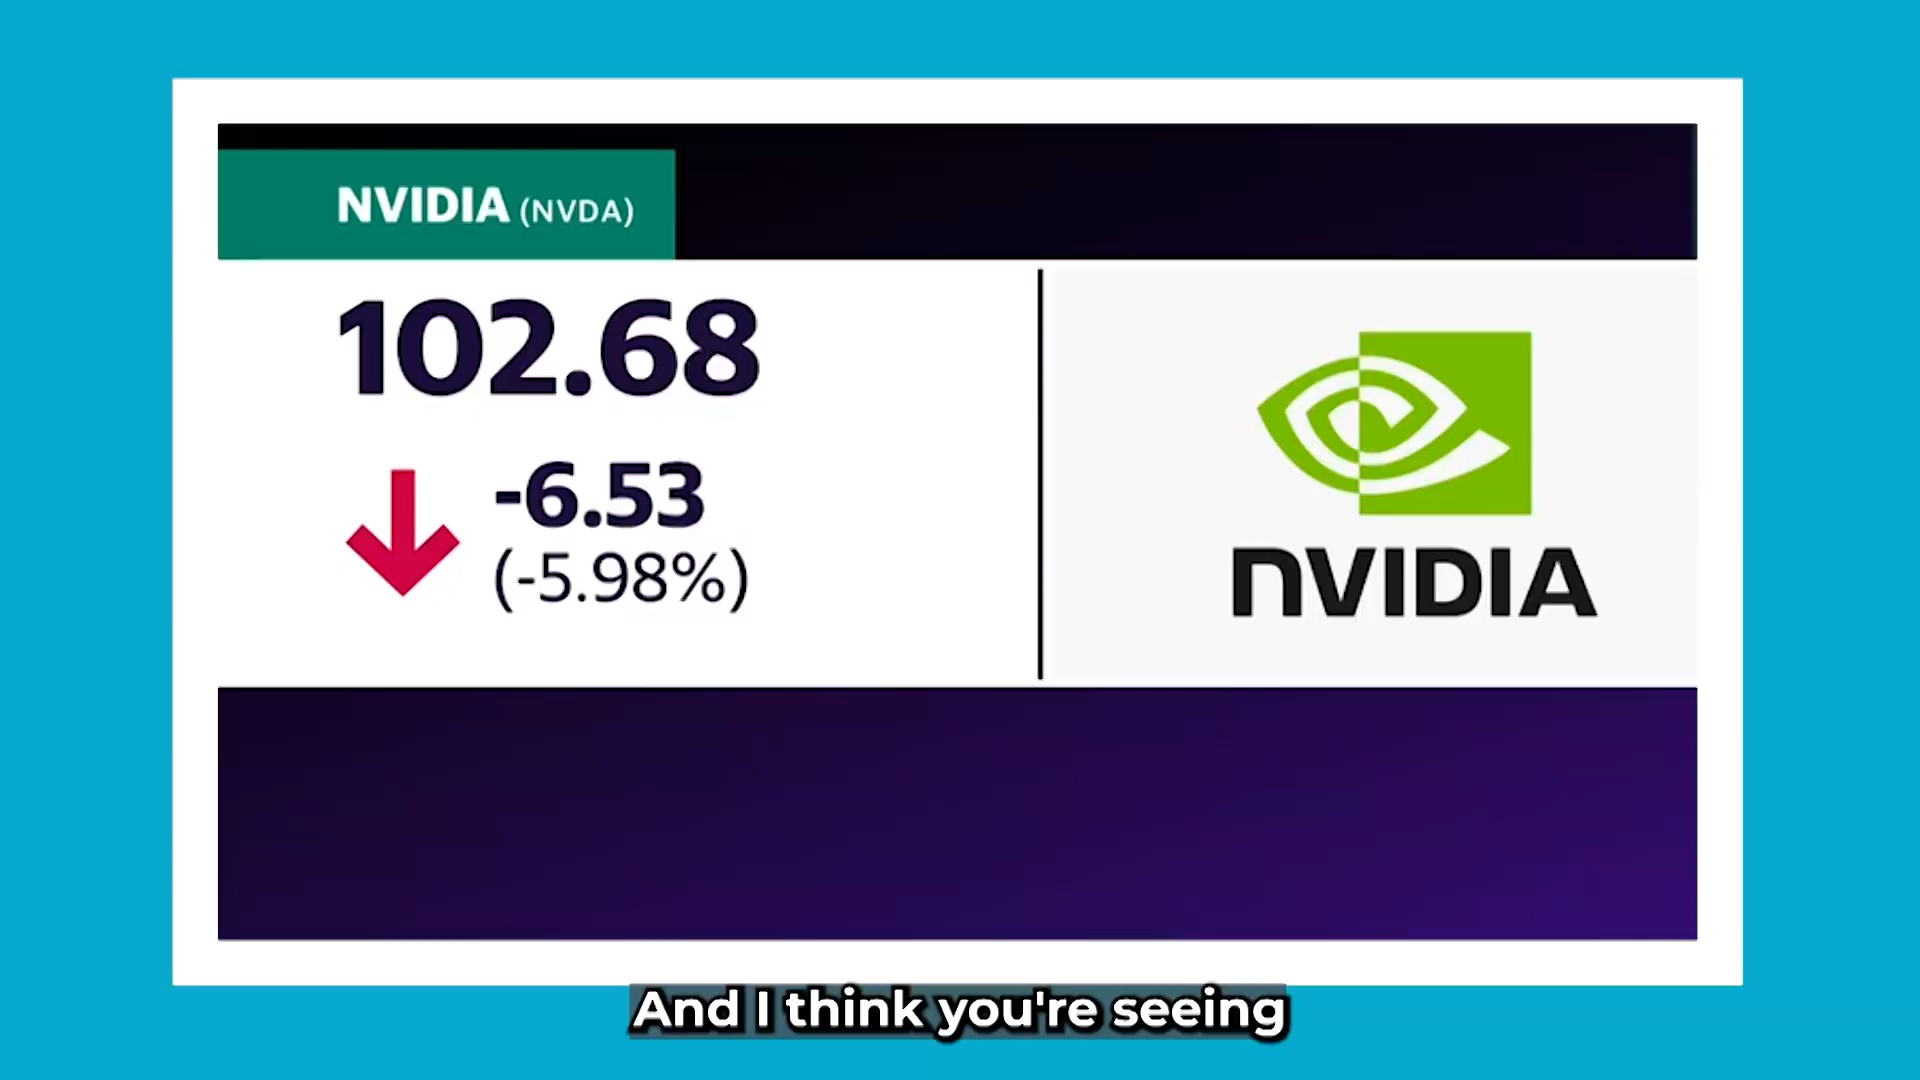 NVIDIA (NVDA)
102.68
-6.53
(-5.98%)
NVIDIA
And I think you're seeing